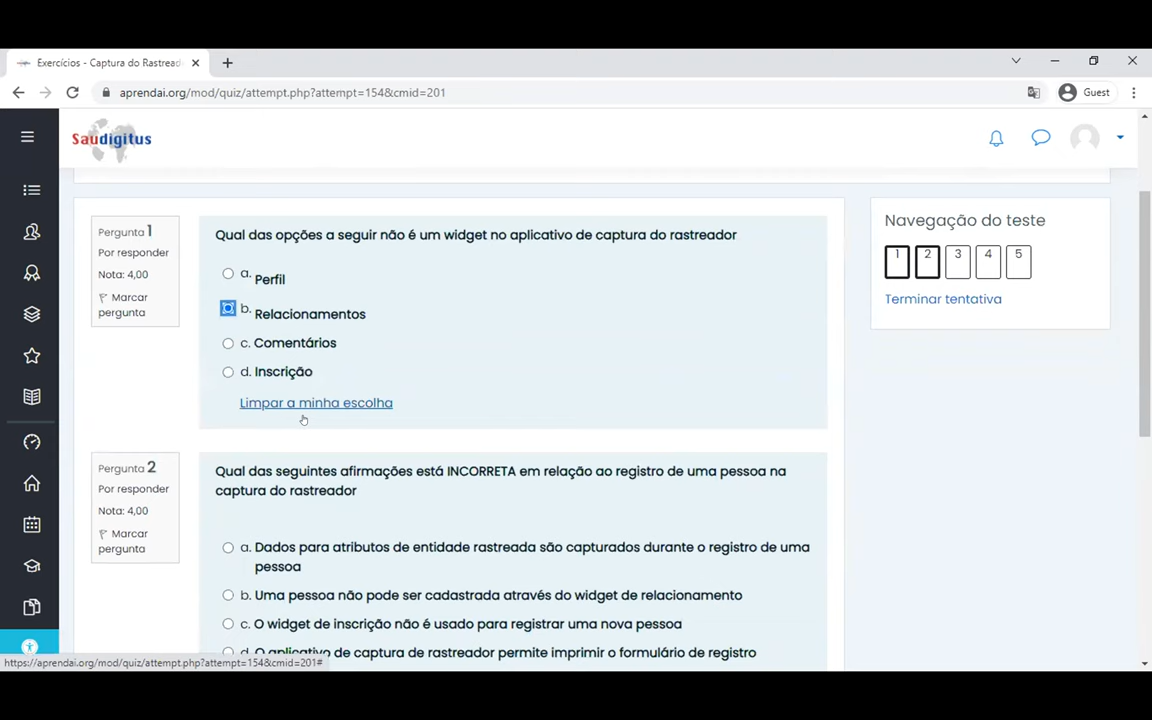 Exercícios - Captura do Rastread
aprendai.org/mod/quiz/attempt.php?attempt=154&cmid=201
Guest
Saudigitus
Pergunta 1
Por responder
Nota: 4,00
Marcar
pergunta
Qual das opções a seguir não é um widget no aplicativo de captura do rastreador
a. Perfil
b. Relacionamentos
c. Comentários
d. Inscrição
Limpar a minha escolha
Navegação do teste
1 2 3 4 5
Terminar tentativa
Pergunta 2
Por responder
Nota: 4,00
Marcar
pergunta
Qual das seguintes afirmações está INCORRETA em relação ao registro de uma pessoa na
captura do rastreador
a. Dados para atributos de entidade rastreada são capturados durante o registro de uma
pessoa
b. Uma pessoa não pode ser cadastrada através do widget de relacionamento
c. O widget de inscrição não é usado para registrar uma nova pessoa
d. O aplicativo de captura de rastreador permite imprimir o formulário de registro
https://aprendai.org/mod/quiz/attempt.php?attempt=154&cmid=201#